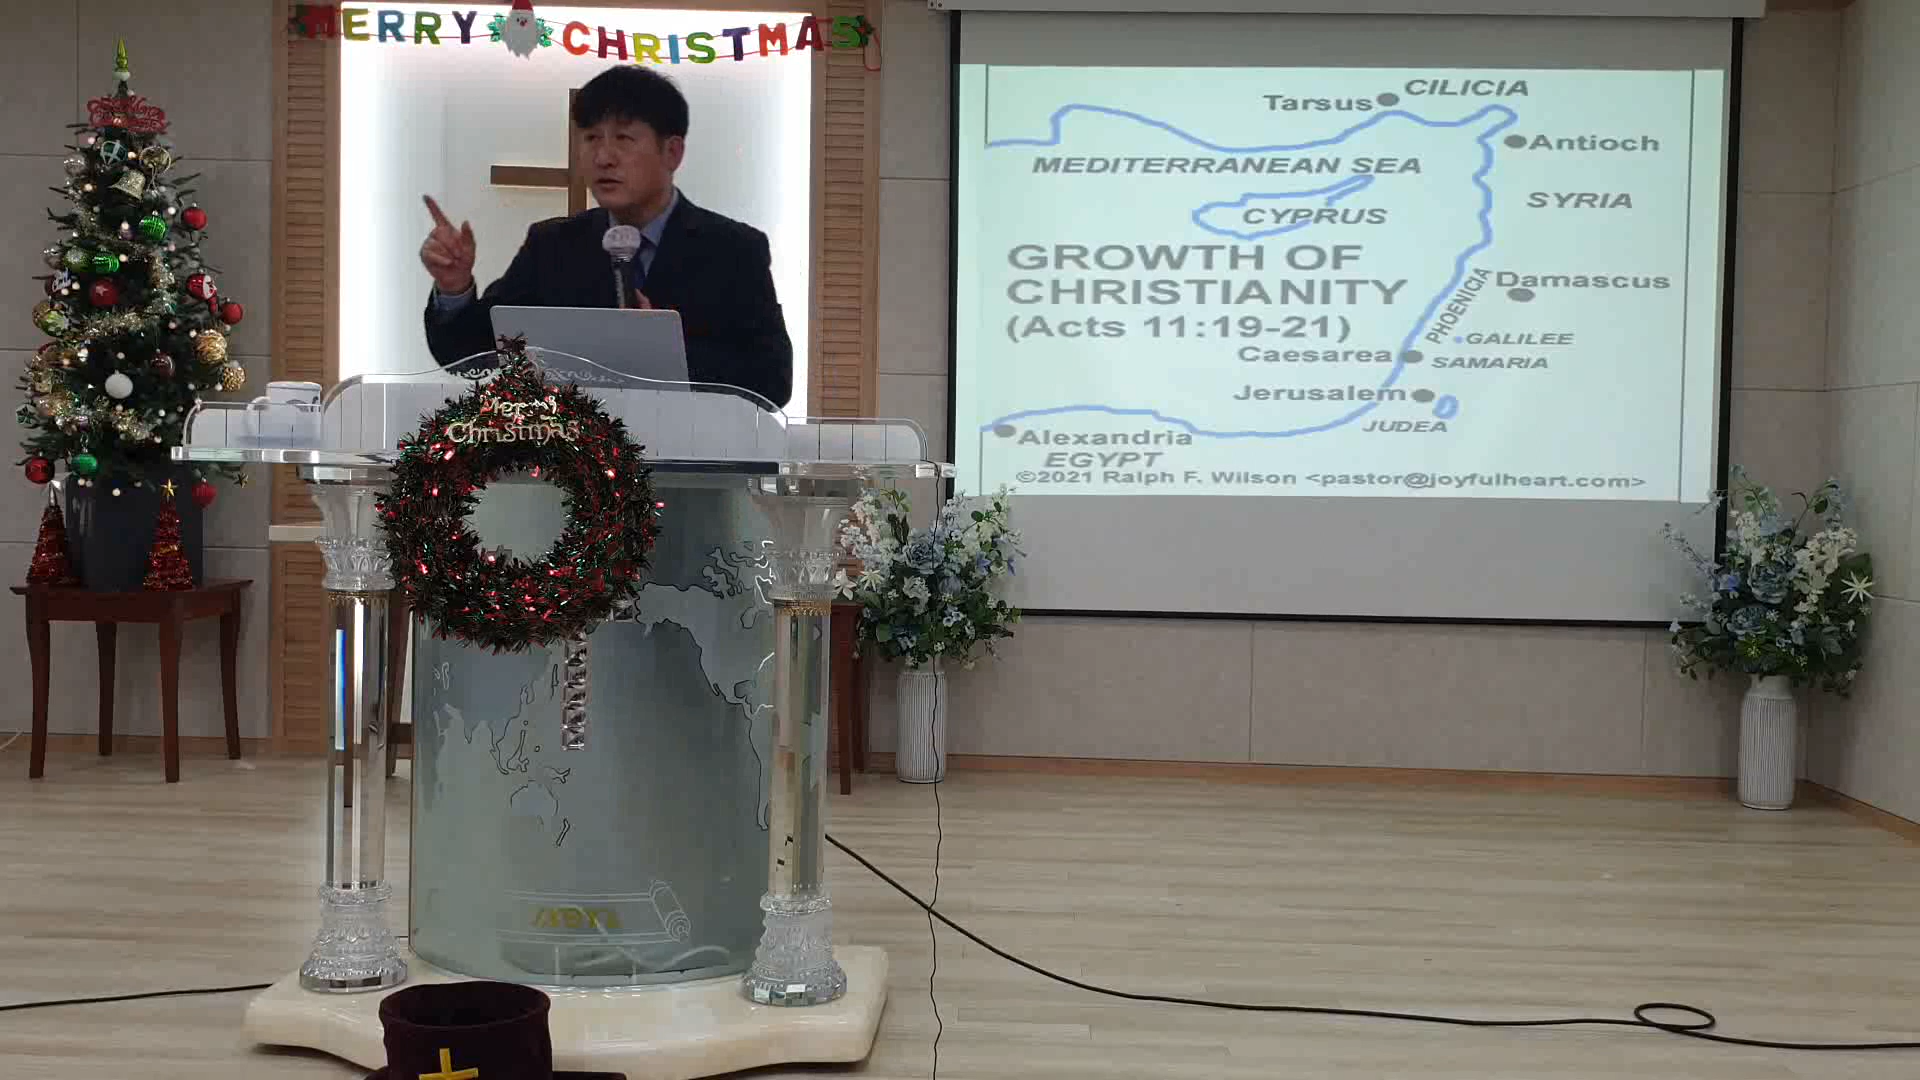 MERRY CHRISTMAS
Tarsus
CILICIA
Antioch
MEDITERRANEAN SEA
SYRIA
CYPRUS
GROWTH OF
CHRISTIANITY
(Acts 11:19-21)
PHOENICIA
Damascus
GALILEE
Caesarea
SAMARIA
Jerusalem
JUDEA
Alexandria
EGYPT
©2021 Ralph F. Wilson <pastor@joyfulheart.com>
Merry
Christmas